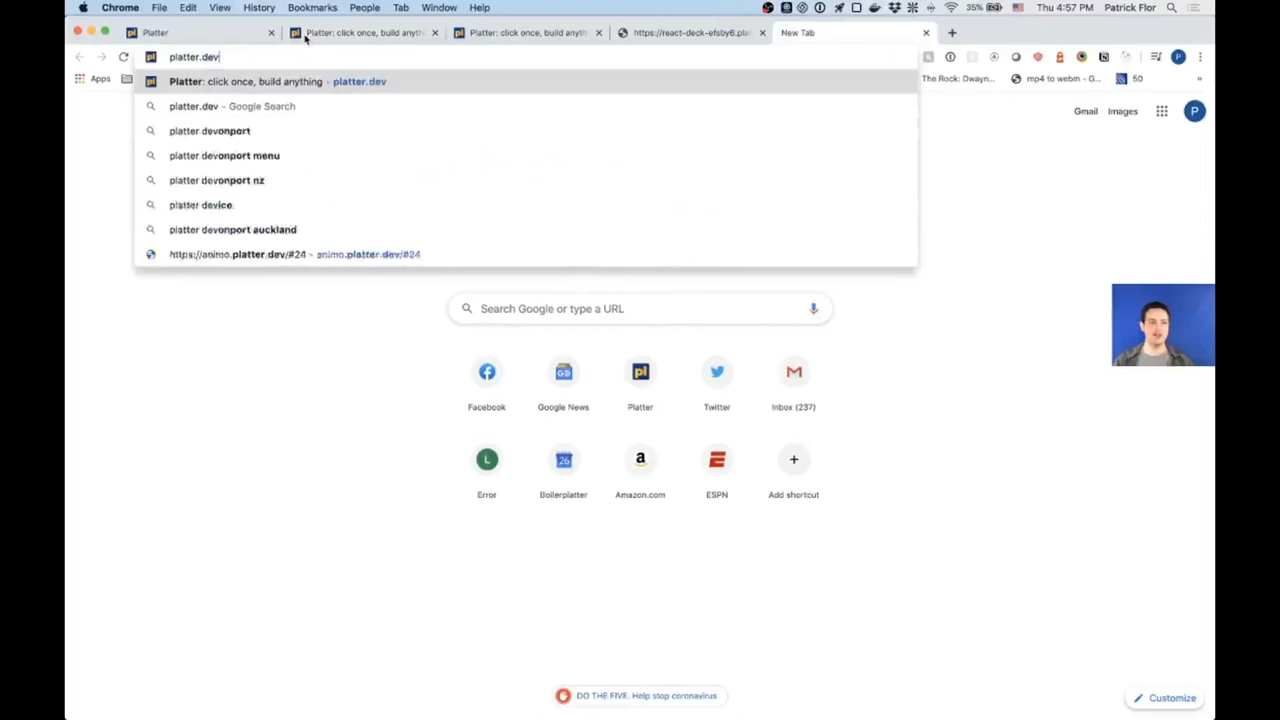 Chrome File Edit View History Bookmarks People Tab Window Help 35% Thu 4:57 PM Patrick Flor
Platter Platter: click once, build anyth Platter: click once, build anyth https://react-deck-efsby6.plat New Tab
platter.dev
Apps The Rock: Dwayn... mp4 to webm - G... 50 »
Platter: click once, build anything - platter.dev
platter.dev - Google Search
platter devonport
Gmail Images P
platter devonport menu
platter devonport nz
platter device
platter devonport auckland
https://animo.platter.dev/#24 - animo.platter.dev/#24
Search Google or type a URL
Facebook Google News Platter Twitter Inbox (237)
Error Boilerplatter Amazon.com ESPN Add shortcut
DO THE FIVE. Help stop coronavirus
Customize